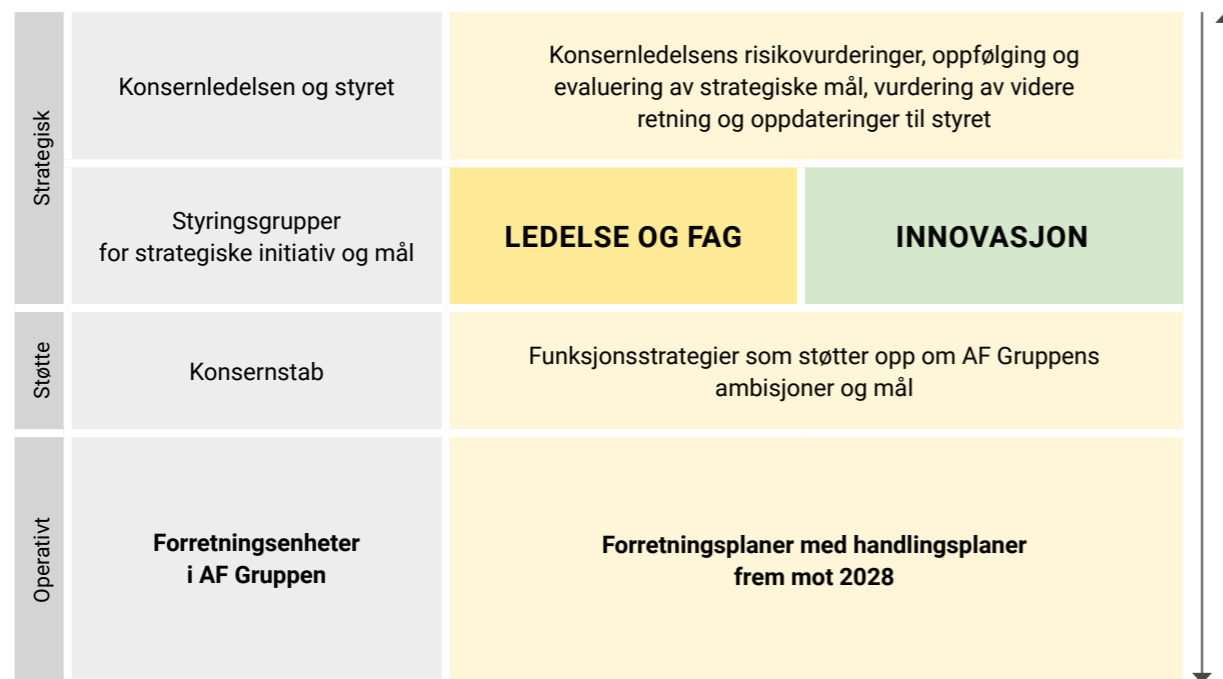 Strategisk
Konsernledelsen og styret
Konsernledelsens risikovurderinger, oppfølging og
evaluering av strategiske mål, vurdering av videre
retning og oppdateringer til styret
Styringsgrupper
for strategiske initiativ og mål
LEDELSE OG FAG
INNOVASJON
Støtte
Konsernstab
Funksjonsstrategier som støtter opp om AF Gruppens
ambisjoner og mål
Operativt
Forretningsenheter
i AF Gruppen
Forretningsplaner med handlingsplaner
frem mot 2028